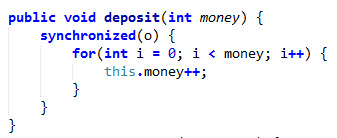 public void deposit(int money) {
    synchronized(o) {
        for(int i = 0; i < money; i++) {
            this.money++;
        }
    }
}